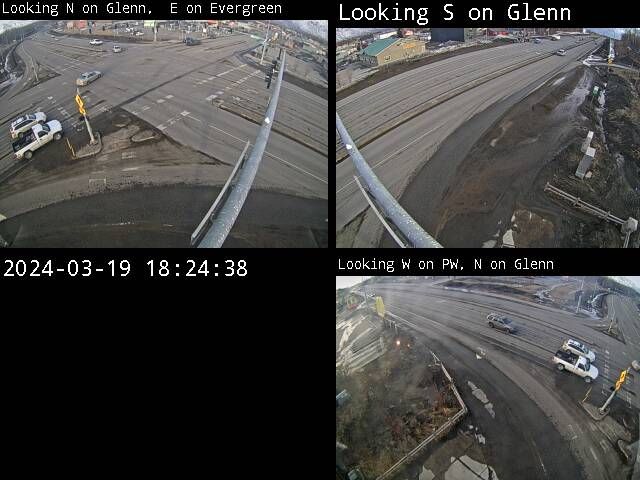 Looking N on Glenn, E on Evergreen
Looking S on Glenn
2024-03-19 18:24:38
Looking W on PW, N on Glenn